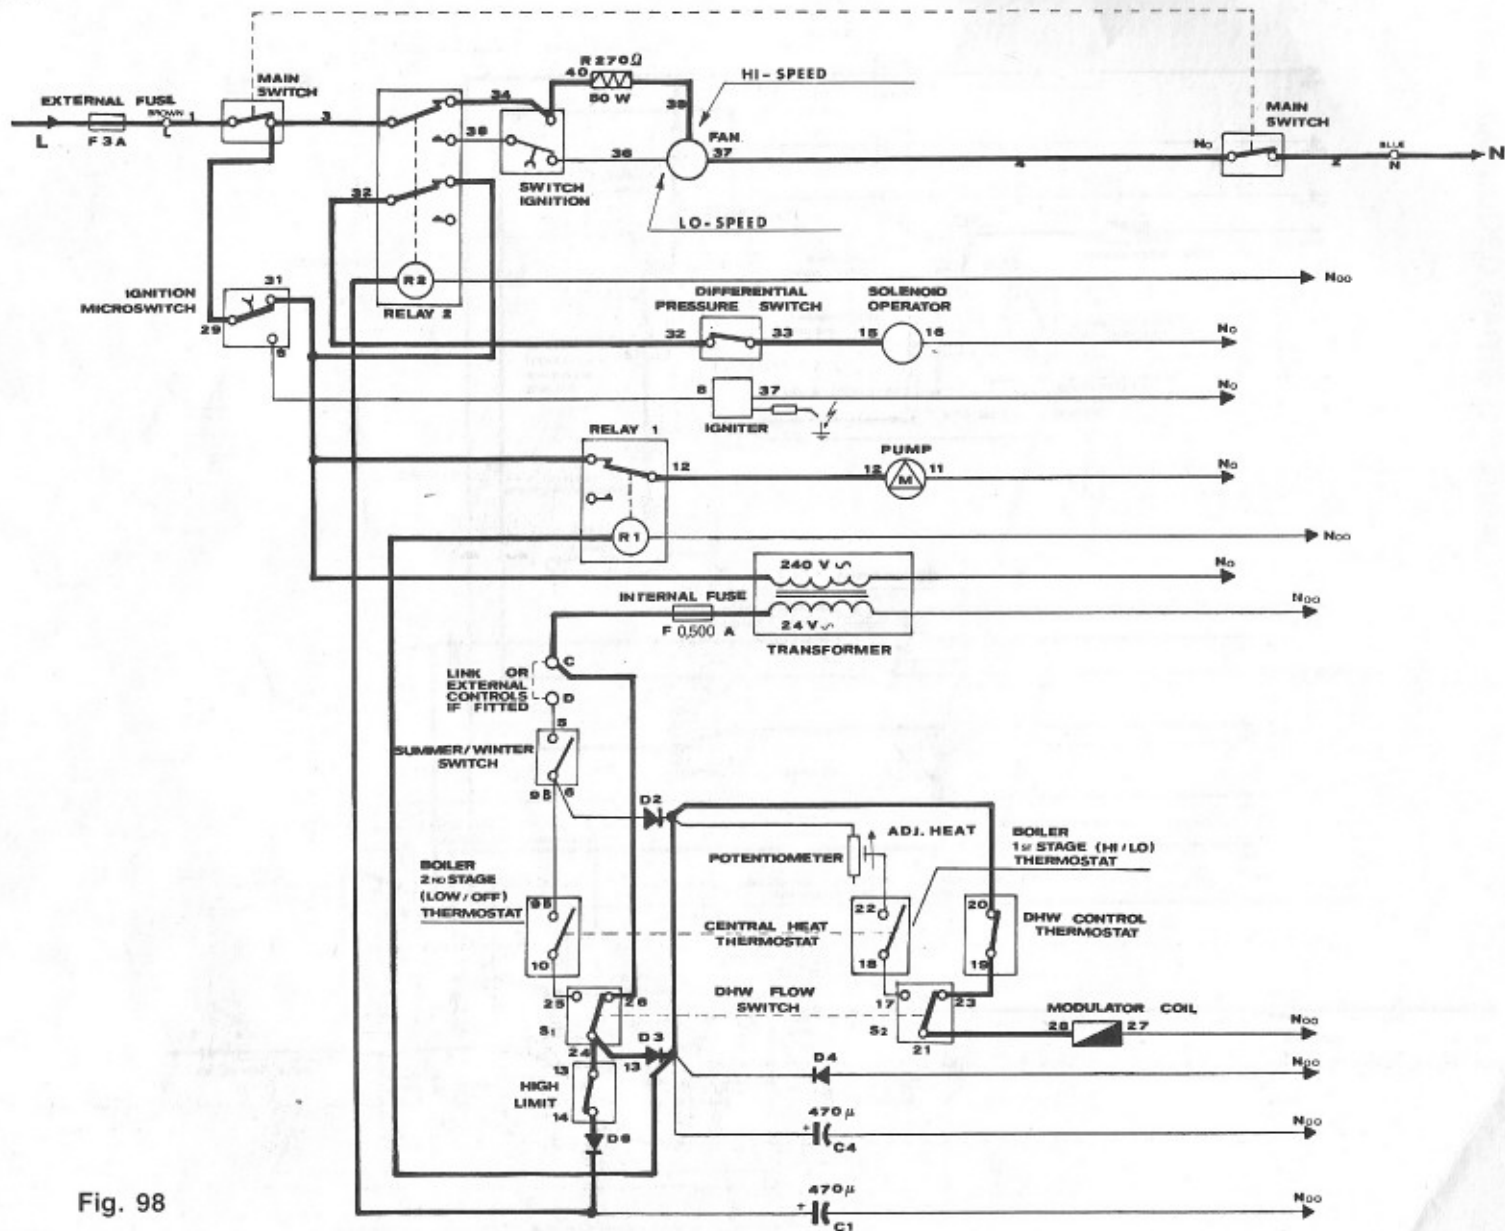 R 270Ω
40
50 W
HI-SPEED
MAIN
SWITCH
EXTERNAL FUSE
BROWN
L
1
3
34
38
39
FAN
37
MAIN
SWITCH
L
F 3 A
36
4
No
2
BLUE
N
N
32
SWITCH
IGNITION
LO-SPEED
31
IGNITION
MICROSWITCH
29
R2
RELAY 2
Noo
DIFFERENTIAL
PRESSURE SWITCH
SOLENOID
OPERATOR
32
33
15
16
No
8
37
No
IGNITER
RELAY 1
12
PUMP
12
M
11
No
R1
Noo
240 V ∿
No
INTERNAL FUSE
F 0,500 A
24 V ∿
Noo
TRANSFORMER
C
LINK OR
EXTERNAL
CONTROLS
IF FITTED
D
5
SUMMER/WINTER
SWITCH
9B
6
D2
POTENTIOMETER
ADJ. HEAT
BOILER
1ST STAGE (HI/LO)
THERMOSTAT
BOILER
2ND STAGE
(LOW/OFF)
THERMOSTAT
9B
10
CENTRAL HEAT
THERMOSTAT
22
18
20
19
DHW CONTROL
THERMOSTAT
25
26
S1
24
DHW FLOW
SWITCH
17
23
S2
21
MODULATOR COIL
28
27
Noo
D3
13
13
HIGH
LIMIT
14
D4
Noo
D6
+
470µ
C4
Noo
+
470µ
C1
Noo
Fig. 98